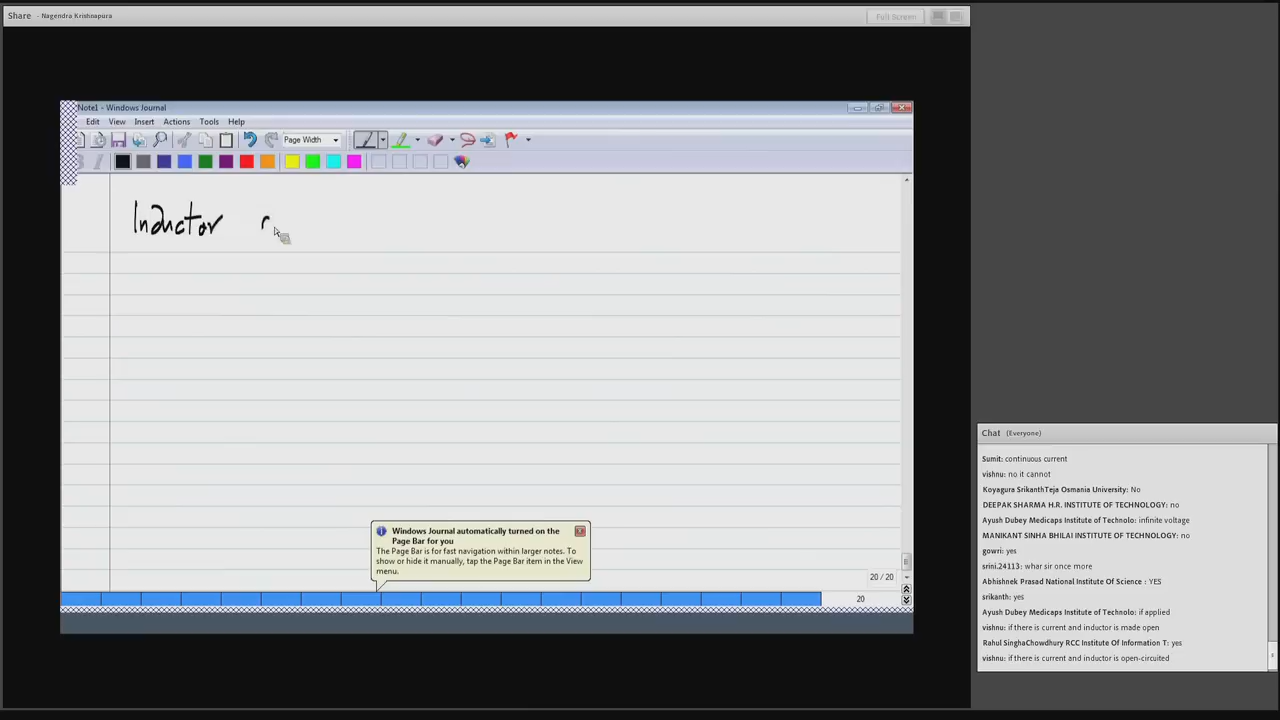 Share - Nagendra Krishnapura
Full Screen
Note1 - Windows Journal
Edit View Insert Actions Tools Help
Page Width
Inductor
Windows Journal automatically turned on the
Page Bar for you
The Page Bar is for fast navigation within larger notes. To
show or hide it manually, tap the Page Bar item in the View
menu.
20 / 20
20
Chat (Everyone)
Sumit: continuous current
vishnu: no it cannot
Koyagura SrikanthTeja Osmania University: No
DEEPAK SHARMA H.R. INSTITUTE OF TECHNOLOGY: no
Ayush Dubey Medicaps Institute of Technolo: infinite voltage
MANIKANT SINHA BHILAI INSTITUTE OF TECHNOLOGY: no
gowri: yes
srini.24113: whar sir once more
Abhishnek Prasad National Institute Of Science : YES
srikanth: yes
Ayush Dubey Medicaps Institute of Technolo: if applied
vishnu: if there is current and inductor is made open
Rahul SinghaChowdhury RCC Institute Of Information T: yes
vishnu: if there is current and inductor is open-circuited